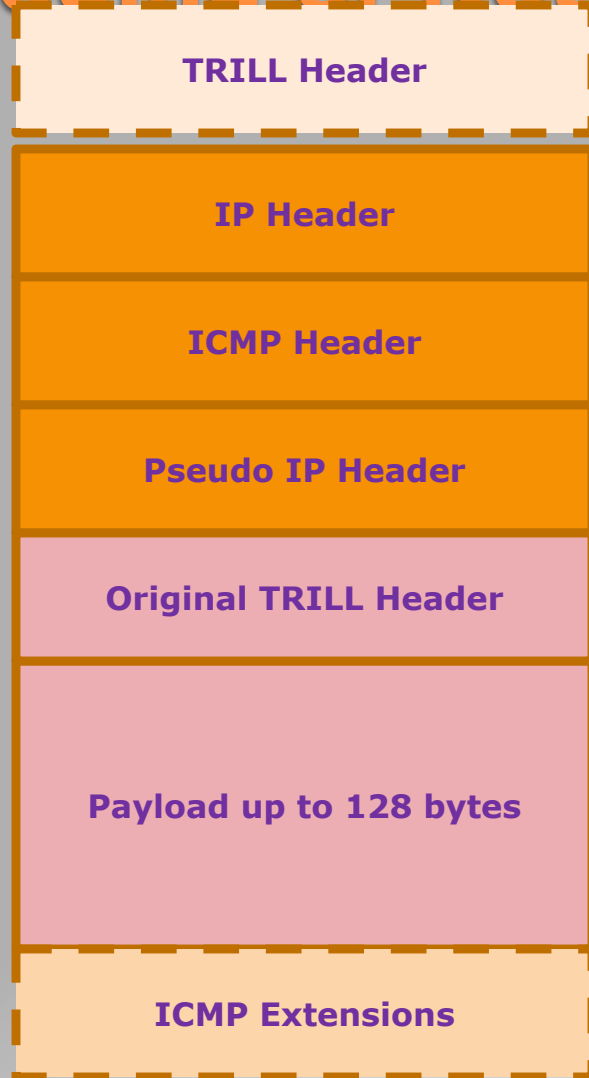 TRILL Header
IP Header
ICMP Header
Pseudo IP Header
Original TRILL Header
Payload up to 128 bytes
ICMP Extensions